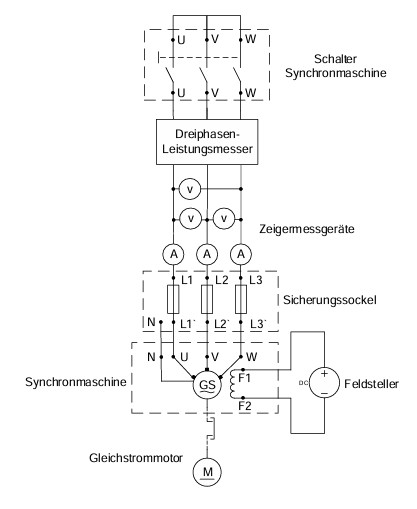 U V W
Schalter
Synchronmaschine
U V W
Dreiphasen-
Leistungsmesser
V
V V
Zeigermessgeräte
A A A
L1 L2 L3
Sicherungssockel
N L1` L2` L3`
N U V W
Synchronmaschine
GS
F1
F2
DC
+
−
Feldsteller
Gleichstrommotor
M